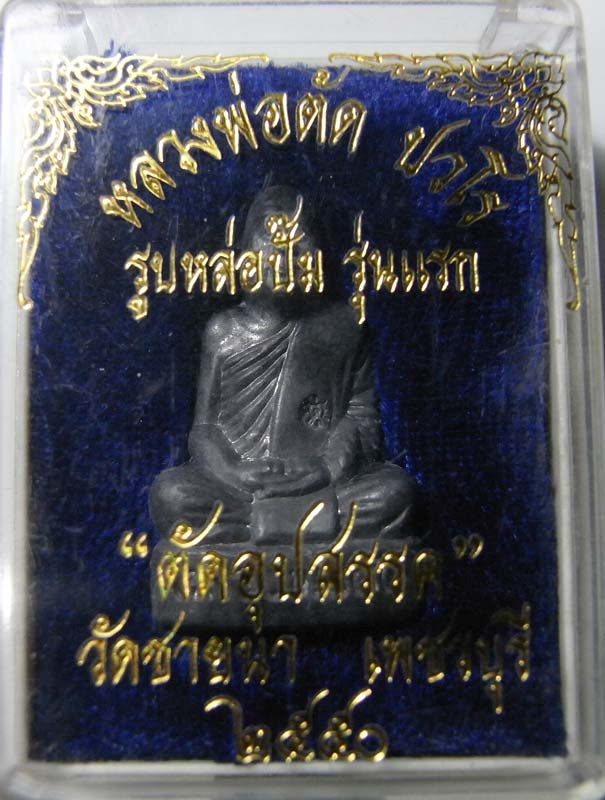 หลวงพ่อตัด ปวโร
รูปหล่อปั๊ม รุ่นแรก
“ตัดอุปสรรค”
วัดชายนา เพชรบุรี
๒๕๕๐